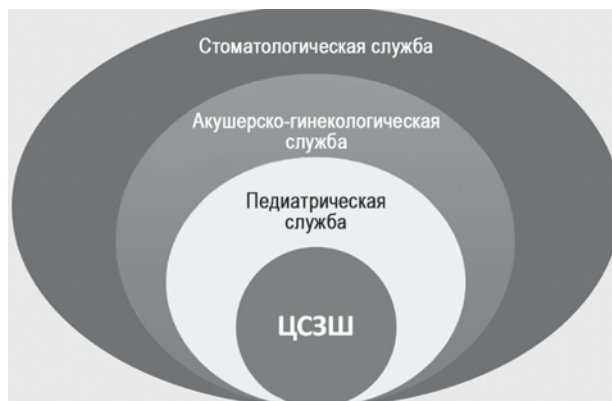 Стоматологическая служба
Акушерско-гинекологическая
служба
Педиатрическая
служба
ЦСЗШ